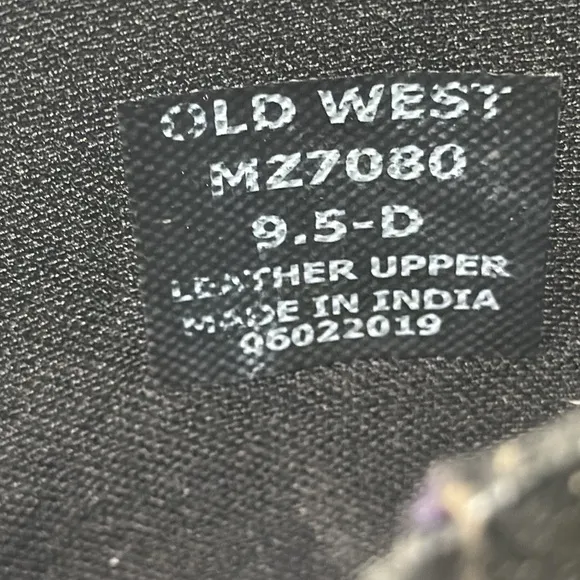 OLD WEST
MZ7080
9.5-D
LEATHER UPPER
MADE IN INDIA
06022019